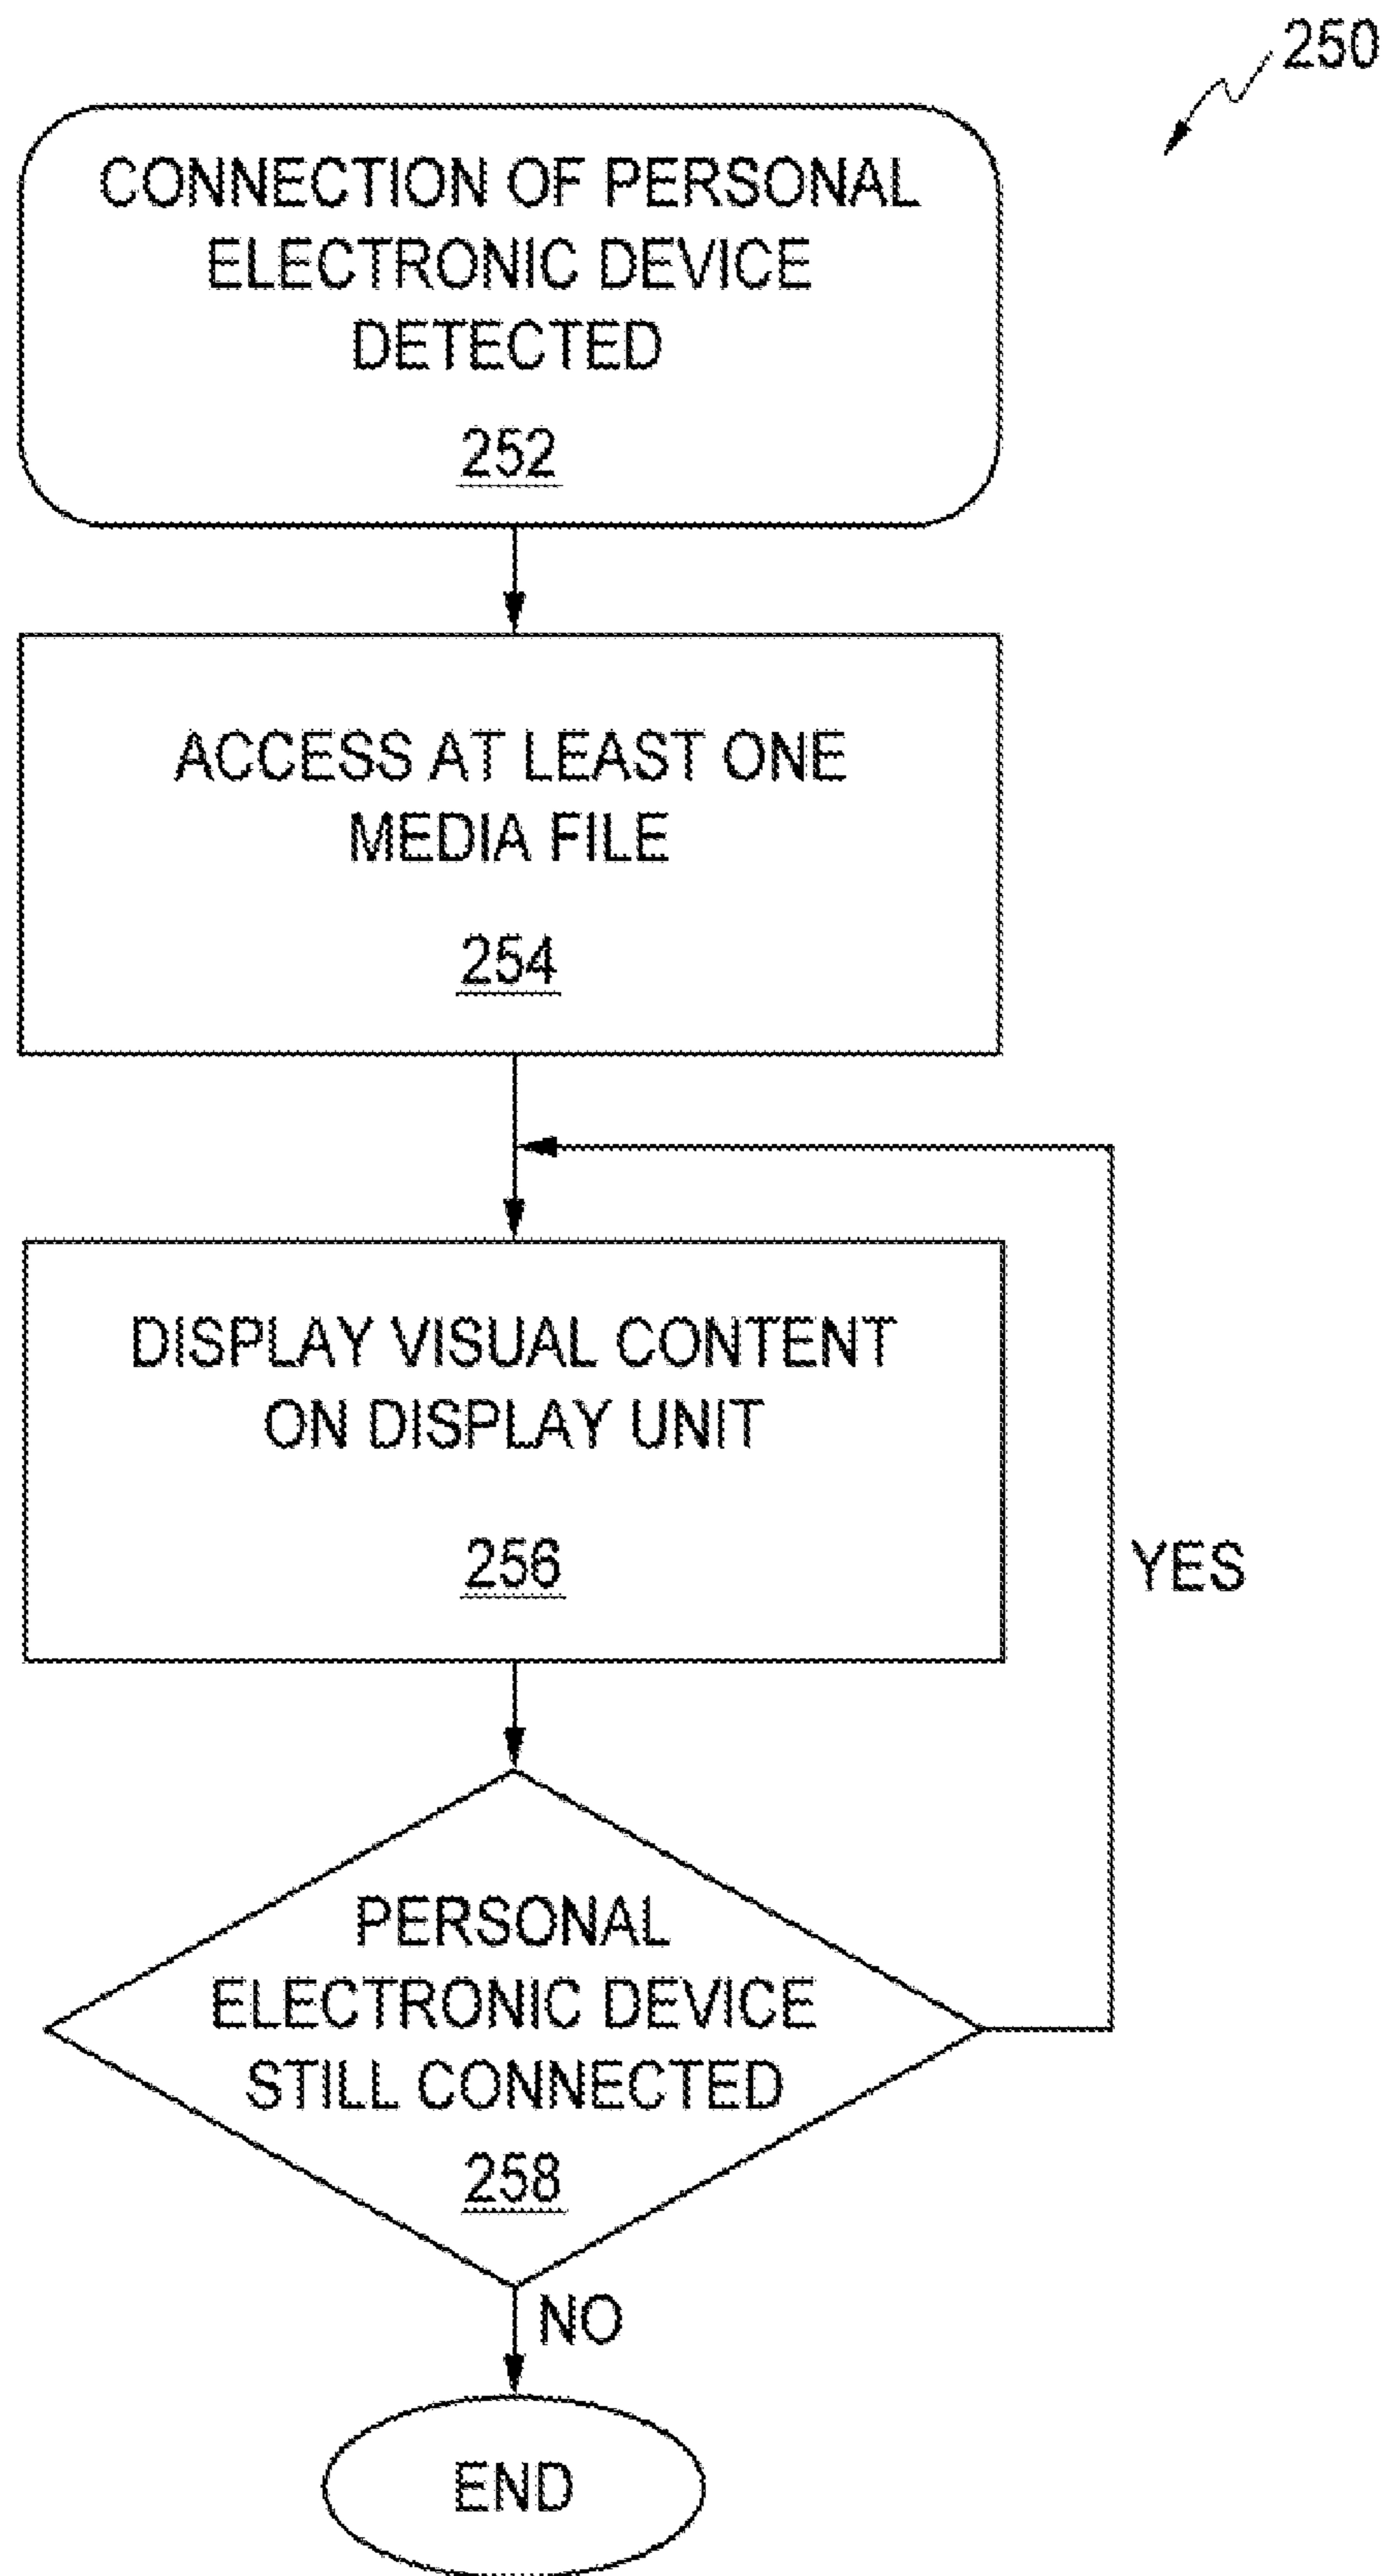 250
CONNECTION OF PERSONAL
ELECTRONIC DEVICE
DETECTED
252
ACCESS AT LEAST ONE
MEDIA FILE
254
DISPLAY VISUAL CONTENT
ON DISPLAY UNIT
256
YES
PERSONAL
ELECTRONIC DEVICE
STILL CONNECTED
258
NO
END